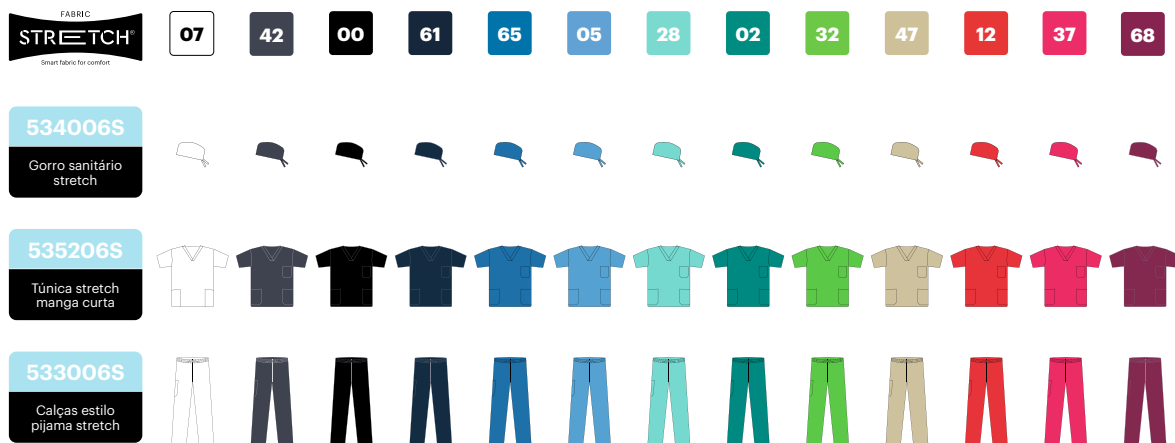 FABRIC
STRETCH®
Smart fabric for comfort
07 42 00 61 65 05 28 02 32 47 12 37 68
534006S
Gorro sanitário
stretch
535206S
Túnica stretch
manga curta
533006S
Calças estilo
pijama stretch